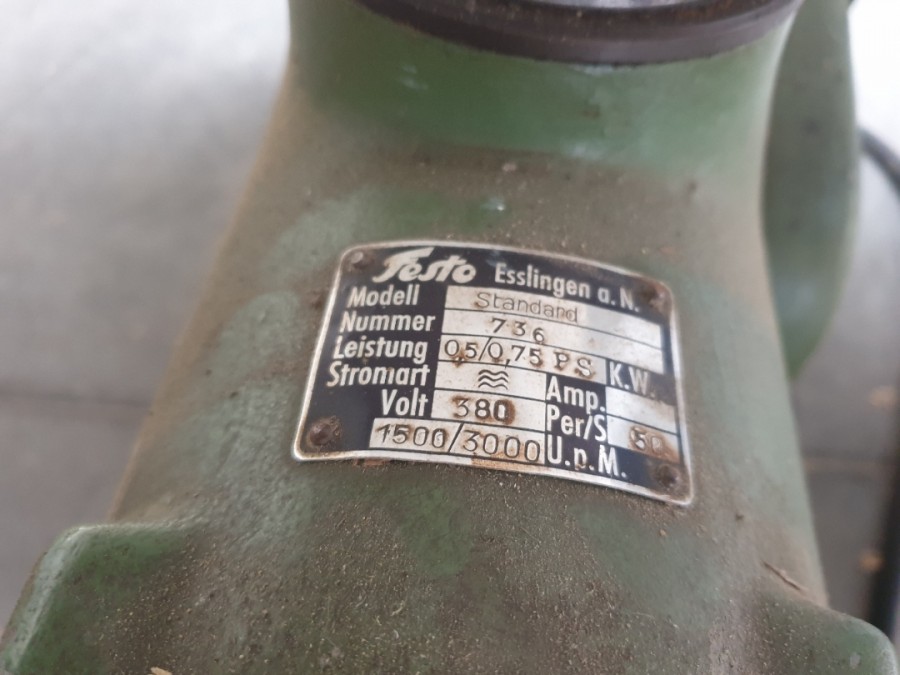 Festo Esslingen a. N.
Modell Standard
Nummer 736
Leistung 0,5/0,75 PS K.W.
Stromart ≋ Amp.
Volt 380 Per/S 50
1500/3000 U.p.M.